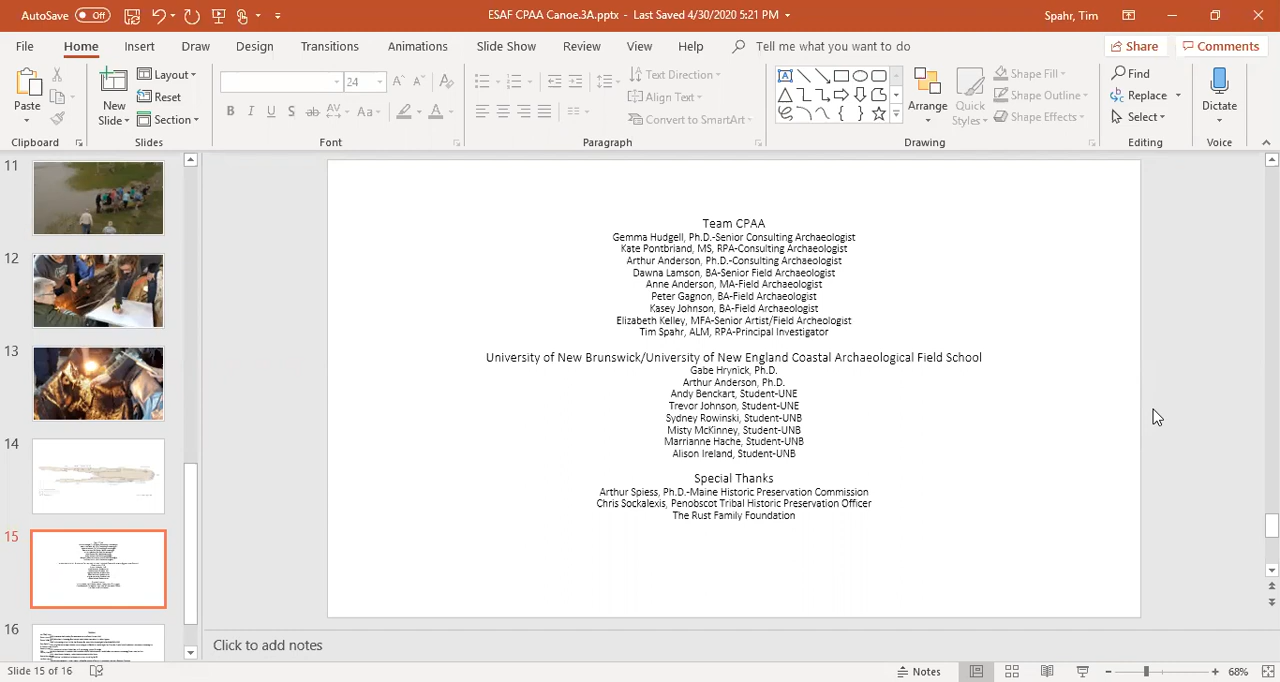 AutoSave Off ESAF CPAA Canoe.3A.pptx - Last Saved 4/30/2020 5:21 PM Spahr, Tim
File Home Insert Draw Design Transitions Animations Slide Show Review View Help Tell me what you want to do Share Comments
Paste
New Slide
Layout
Reset
Section
24
Text Direction
Align Text
Convert to SmartArt
Arrange
Quick Styles
Shape Fill
Shape Outline
Shape Effects
Find
Replace
Select
Dictate
Clipboard Slides Font Paragraph Drawing Editing Voice
11
12
13
14
15
16
Team CPAA
Gemma Hudgell, Ph.D.-Senior Consulting Archaeologist
Kate Pontbriand, MS, RPA-Consulting Archaeologist
Arthur Anderson, Ph.D.-Consulting Archaeologist
Dawna Lamson, BA-Senior Field Archaeologist
Anne Anderson, MA-Field Archaeologist
Peter Gagnon, BA-Field Archaeologist
Kasey Johnson, BA-Field Archaeologist
Elizabeth Kelley, MFA-Senior Artist/Field Archeologist
Tim Spahr, ALM, RPA-Principal Investigator
University of New Brunswick/University of New England Coastal Archaeological Field School
Gabe Hrynick, Ph.D.
Arthur Anderson, Ph.D.
Andy Benckart, Student-UNE
Trevor Johnson, Student-UNE
Sydney Rowinski, Student-UNB
Misty McKinney, Student-UNB
Marrianne Hache, Student-UNB
Alison Ireland, Student-UNB
Special Thanks
Arthur Spiess, Ph.D.-Maine Historic Preservation Commission
Chris Sockalexis, Penobscot Tribal Historic Preservation Officer
The Rust Family Foundation
Click to add notes
Slide 15 of 16 Notes 68%